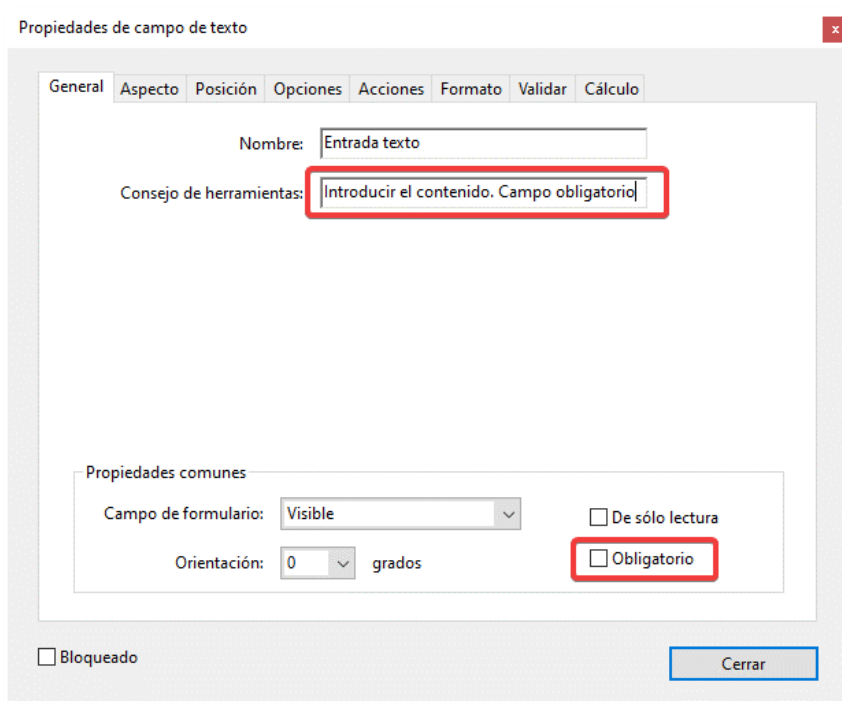 Propiedades de campo de texto
x
General Aspecto Posición Opciones Acciones Formato Validar Cálculo
Nombre: Entrada texto
Consejo de herramientas: Introducir el contenido. Campo obligatorio
Propiedades comunes
Campo de formulario: Visible De sólo lectura
Orientación: 0 grados Obligatorio
Bloqueado Cerrar